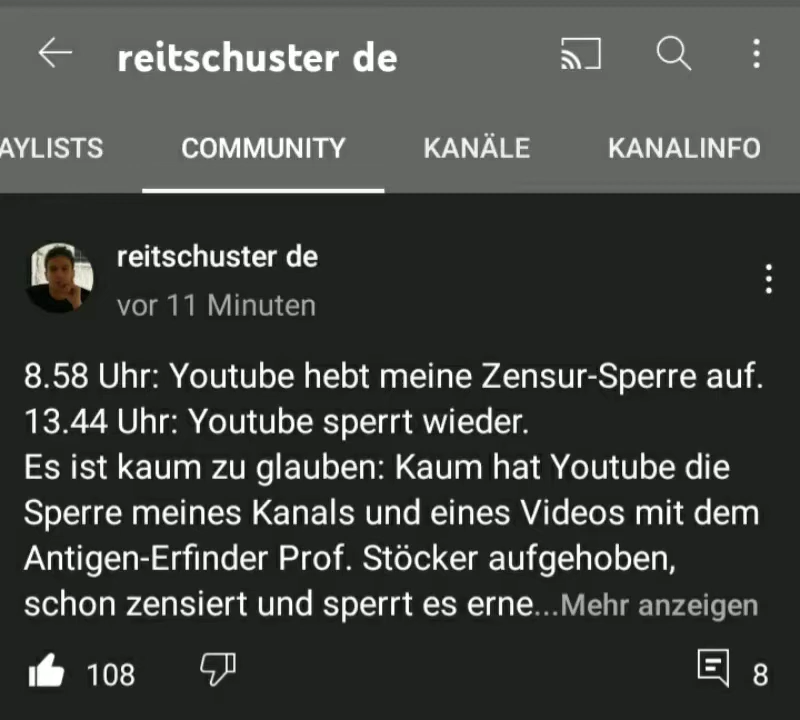 reitschuster de
AYLISTS COMMUNITY KANÄLE KANALINFO
reitschuster de
vor 11 Minuten
8.58 Uhr: Youtube hebt meine Zensur-Sperre auf.
13.44 Uhr: Youtube sperrt wieder.
Es ist kaum zu glauben: Kaum hat Youtube die
Sperre meines Kanals und eines Videos mit dem
Antigen-Erfinder Prof. Stöcker aufgehoben,
schon zensiert und sperrt es erne...Mehr anzeigen
108 8